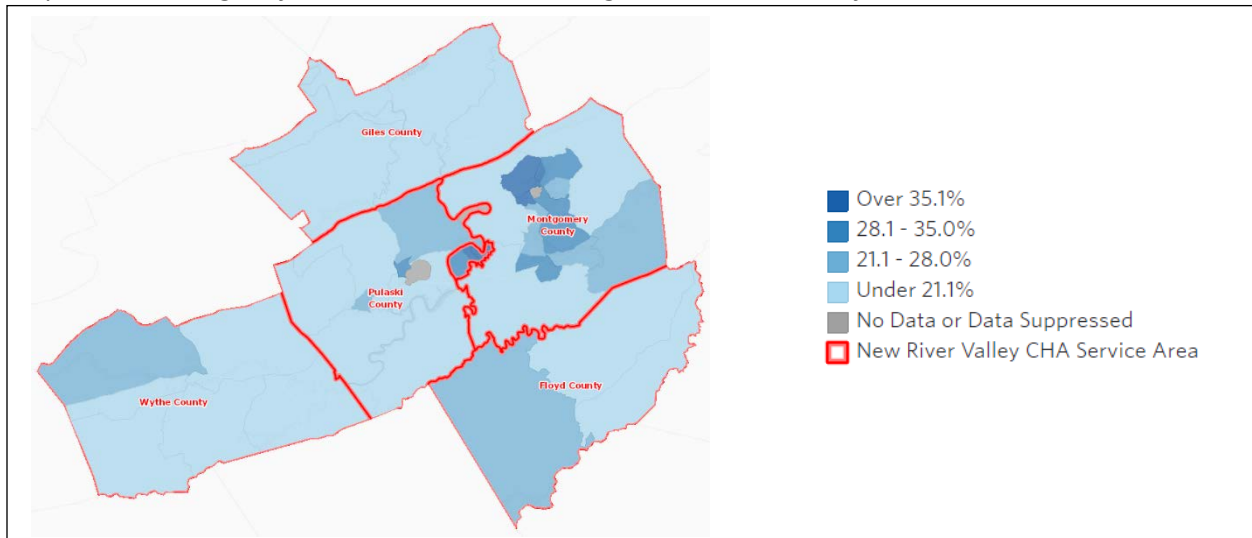 Giles County
Montgomery
County
Pulaski
County
Wythe County
Floyd County
Over 35.1%
28.1 - 35.0%
21.1 - 28.0%
Under 21.1%
No Data or Data Suppressed
New River Valley CHA Service Area